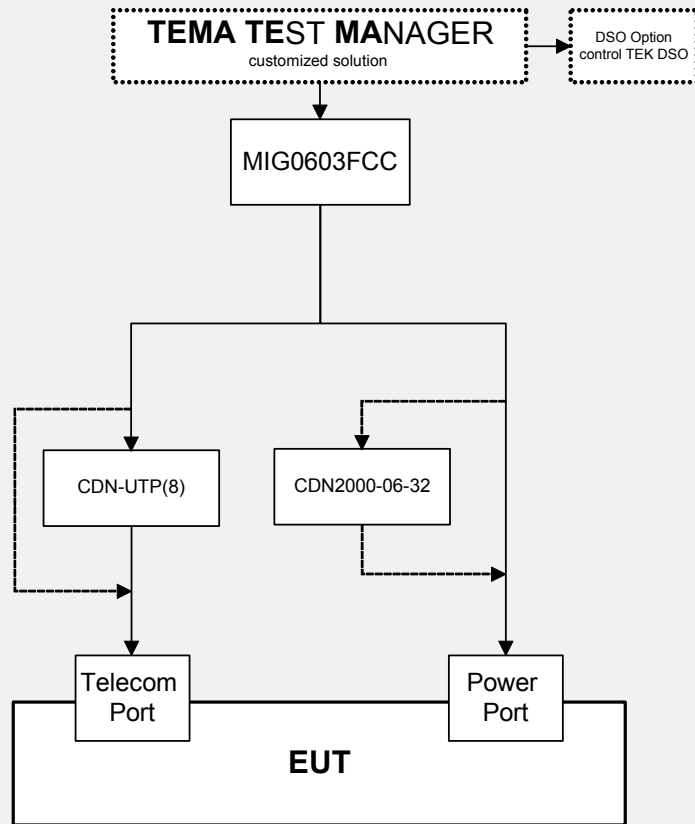 TEMA TEST MANAGER
customized solution
DSO Option
control TEK DSO
MIG0603FCC
CDN-UTP(8)
CDN2000-06-32
Telecom
Port
Power
Port
EUT